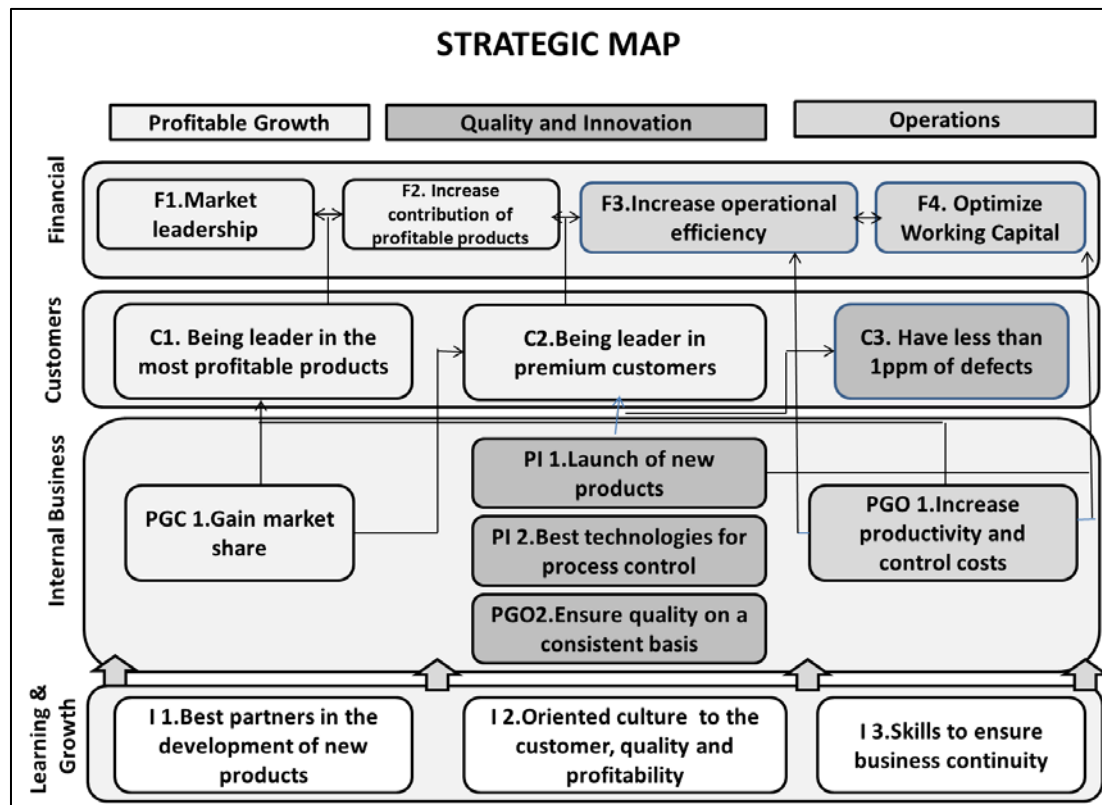 STRATEGIC MAP
Profitable Growth
Quality and Innovation
Operations
Financial
F1.Market
leadership
F2. Increase
contribution of
profitable products
F3.Increase operational
efficiency
F4. Optimize
Working Capital
Customers
C1. Being leader in the
most profitable products
C2.Being leader in
premium customers
C3. Have less than
1ppm of defects
Internal Business
PGC 1.Gain market
share
PI 1.Launch of new
products
PI 2.Best technologies for
process control
PGO2.Ensure quality on a
consistent basis
PGO 1.Increase
productivity and
control costs
Learning &
Growth
I 1.Best partners in the
development of new
products
I 2.Oriented culture to the
customer, quality and
profitability
I 3.Skills to ensure
business continuity